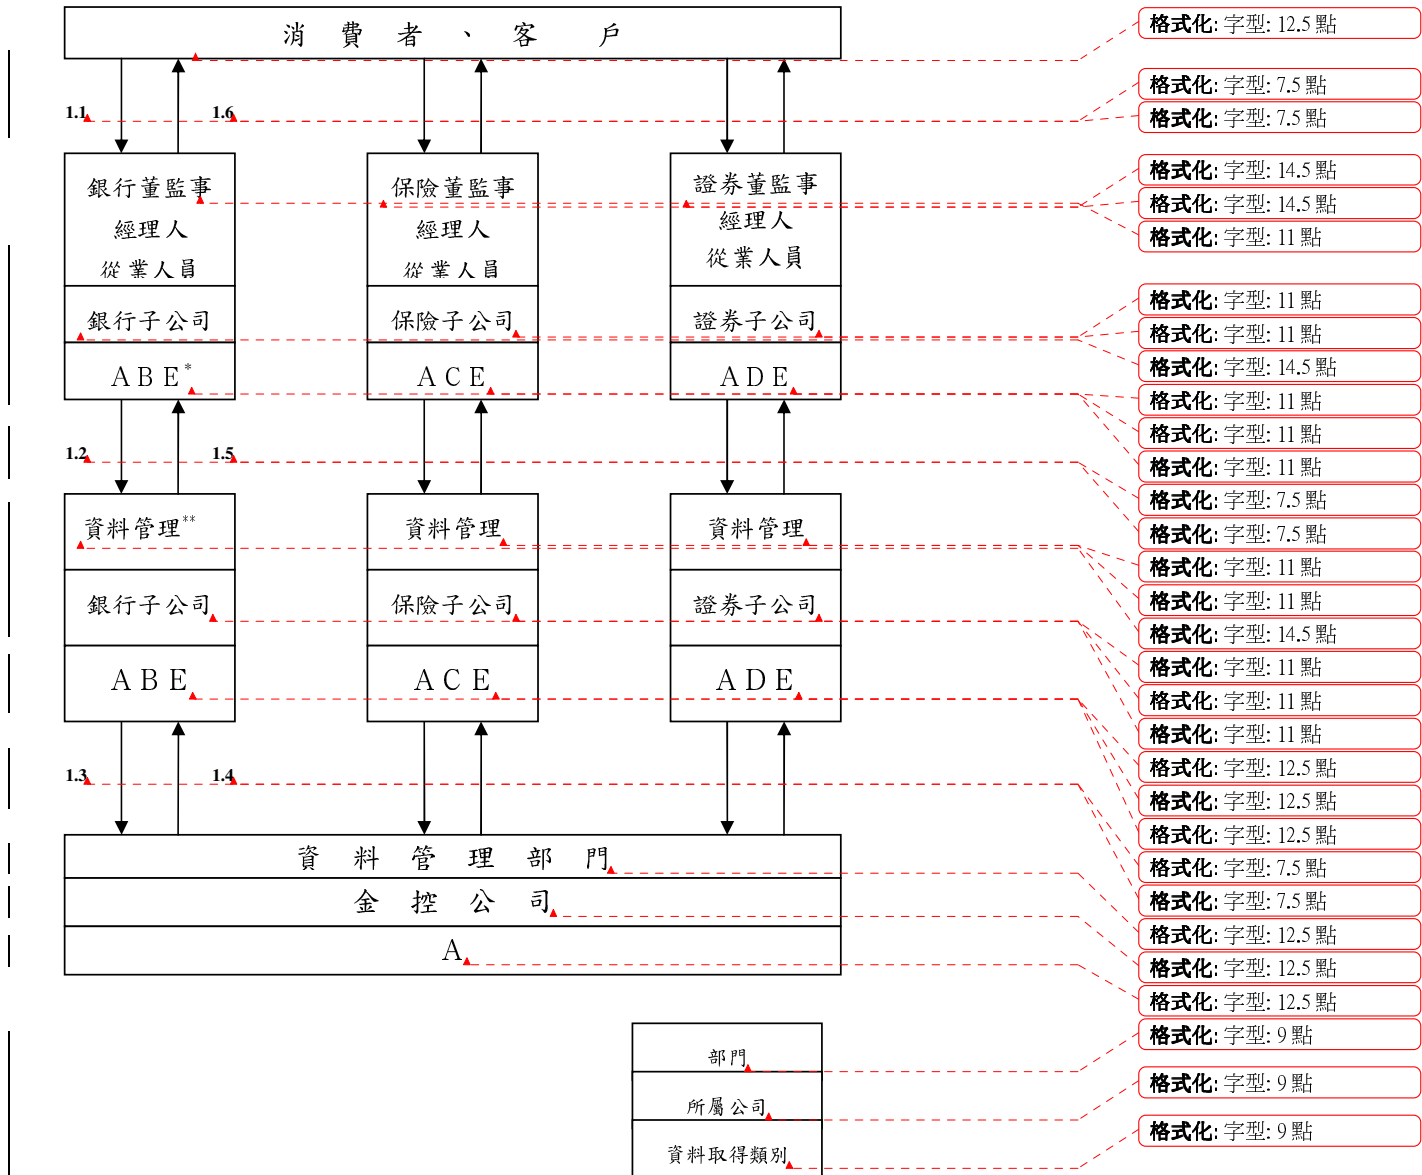 消費者、客戶
1.1 1.6
銀行董監事
經理人
從業人員
銀行子公司
ABE*
保險董監事
經理人
從業人員
保險子公司
ACE
證券董監事
經理人
從業人員
證券子公司
ADE
1.2 1.5
資料管理**
銀行子公司
ABE
資料管理
保險子公司
ACE
資料管理
證券子公司
ADE
1.3 1.4
資料管理部門
金控公司
A
部門
所屬公司
資料取得類別
格式化: 字型: 12.5 點
格式化: 字型: 7.5 點
格式化: 字型: 7.5 點
格式化: 字型: 14.5 點
格式化: 字型: 14.5 點
格式化: 字型: 11 點
格式化: 字型: 11 點
格式化: 字型: 11 點
格式化: 字型: 14.5 點
格式化: 字型: 11 點
格式化: 字型: 11 點
格式化: 字型: 11 點
格式化: 字型: 7.5 點
格式化: 字型: 7.5 點
格式化: 字型: 11 點
格式化: 字型: 11 點
格式化: 字型: 14.5 點
格式化: 字型: 11 點
格式化: 字型: 11 點
格式化: 字型: 11 點
格式化: 字型: 12.5 點
格式化: 字型: 12.5 點
格式化: 字型: 12.5 點
格式化: 字型: 7.5 點
格式化: 字型: 7.5 點
格式化: 字型: 12.5 點
格式化: 字型: 12.5 點
格式化: 字型: 12.5 點
格式化: 字型: 9 點
格式化: 字型: 9 點
格式化: 字型: 9 點